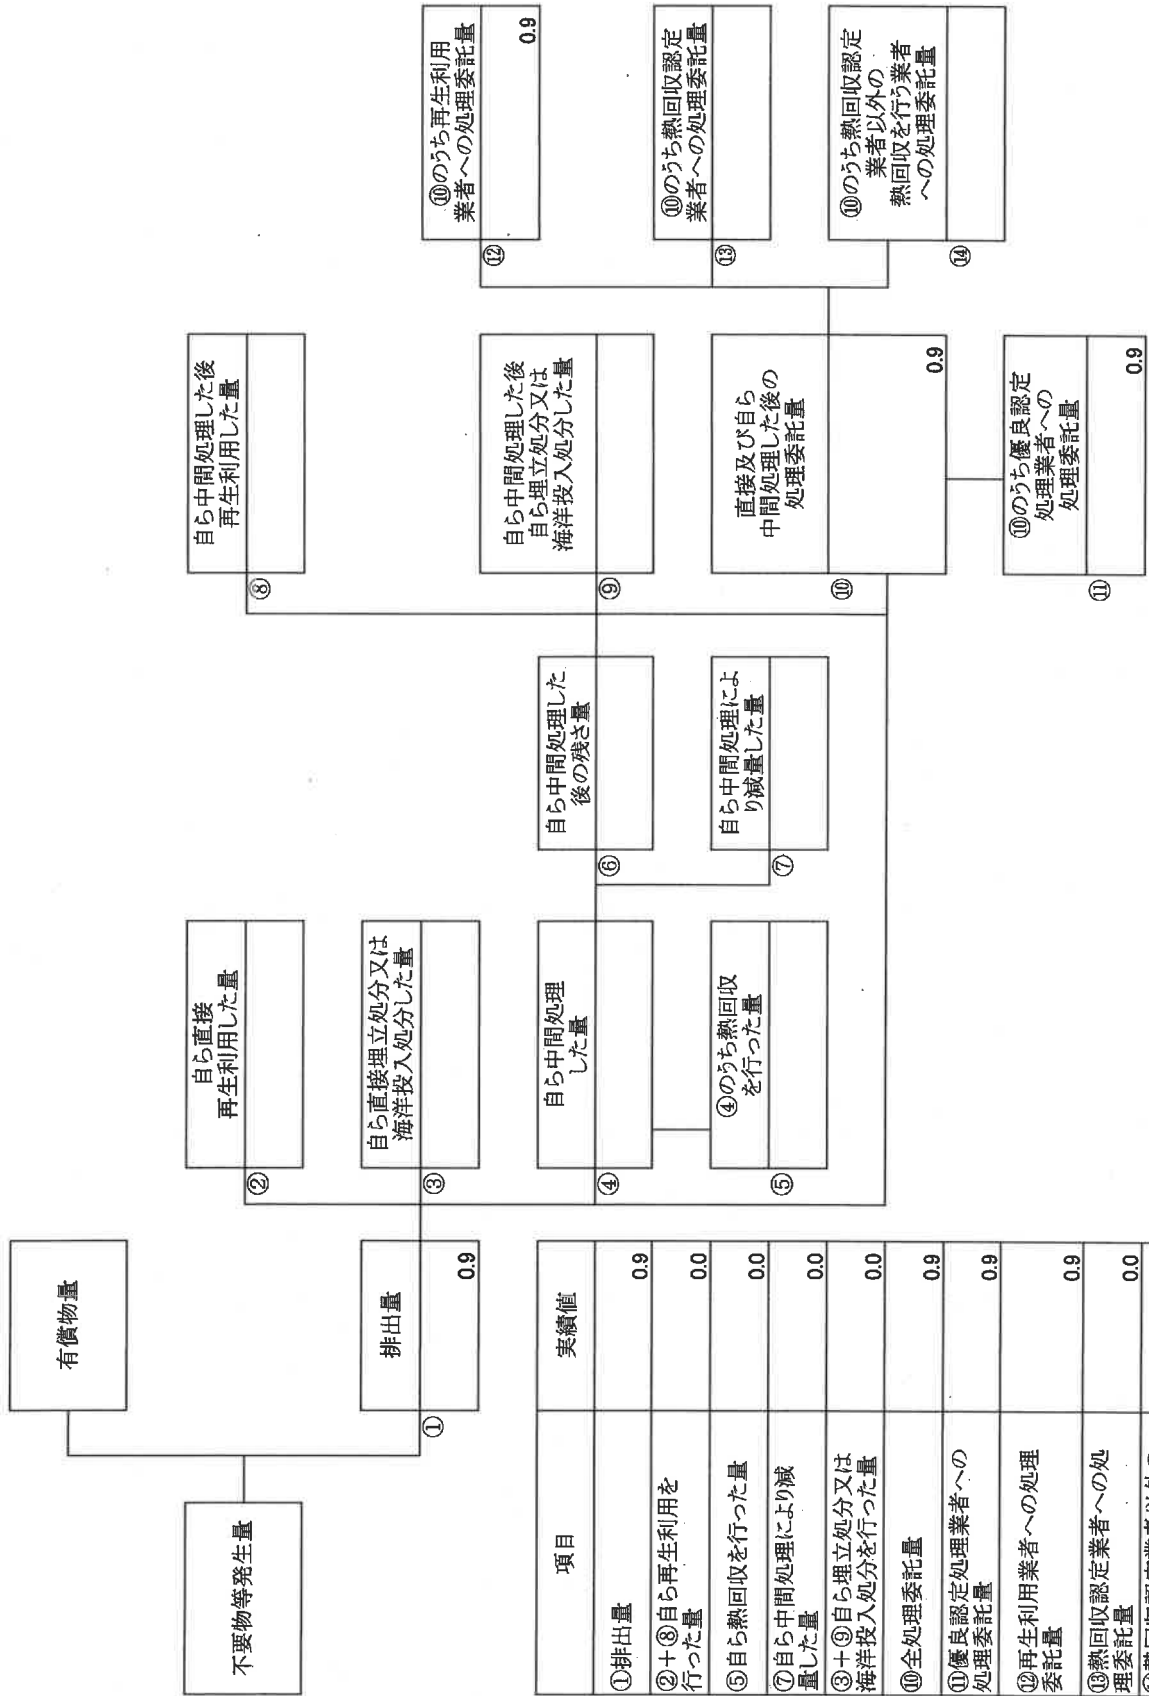 不要物等発生量
有償物量
排出量
①
0.9
自ら直接
再生利用した量
②
自ら直接埋立処分又は
海洋投入処分した量
③
自ら中間処理
した量
④
④のうち熱回収
を行った量
⑤
自ら中間処理した
後の残さ量
⑥
自ら中間処理によ
り減量した量
⑦
自ら中間処理した後
再生利用した量
⑧
自ら中間処理した後
自ら埋立処分又は
海洋投入処分した量
⑨
直接及び自ら
中間処理した後の
処理委託量
⑩
0.9
⑩のうち優良認定
処理業者への
処理委託量
⑪
0.9
⑩のうち再生利用
業者への処理委託量
⑫
0.9
⑩のうち熱回収認定
業者への処理委託量
⑬
⑩のうち熱回収認定
業者以外の
熱回収を行う業者
への処理委託量
⑭
項目
実績値
①排出量
0.9
②+⑧自ら再生利用を
行った量
0.0
⑤自ら熱回収を行った量
0.0
⑦自ら中間処理により減
量した量
0.0
③+⑨自ら埋立処分又は
海洋投入処分を行った量
0.0
⑩全処理委託量
0.9
⑪優良認定処理業者への
処理委託量
0.9
⑫再生利用業者への処理
委託量
0.9
⑬熱回収認定業者への処
理委託量
0.0